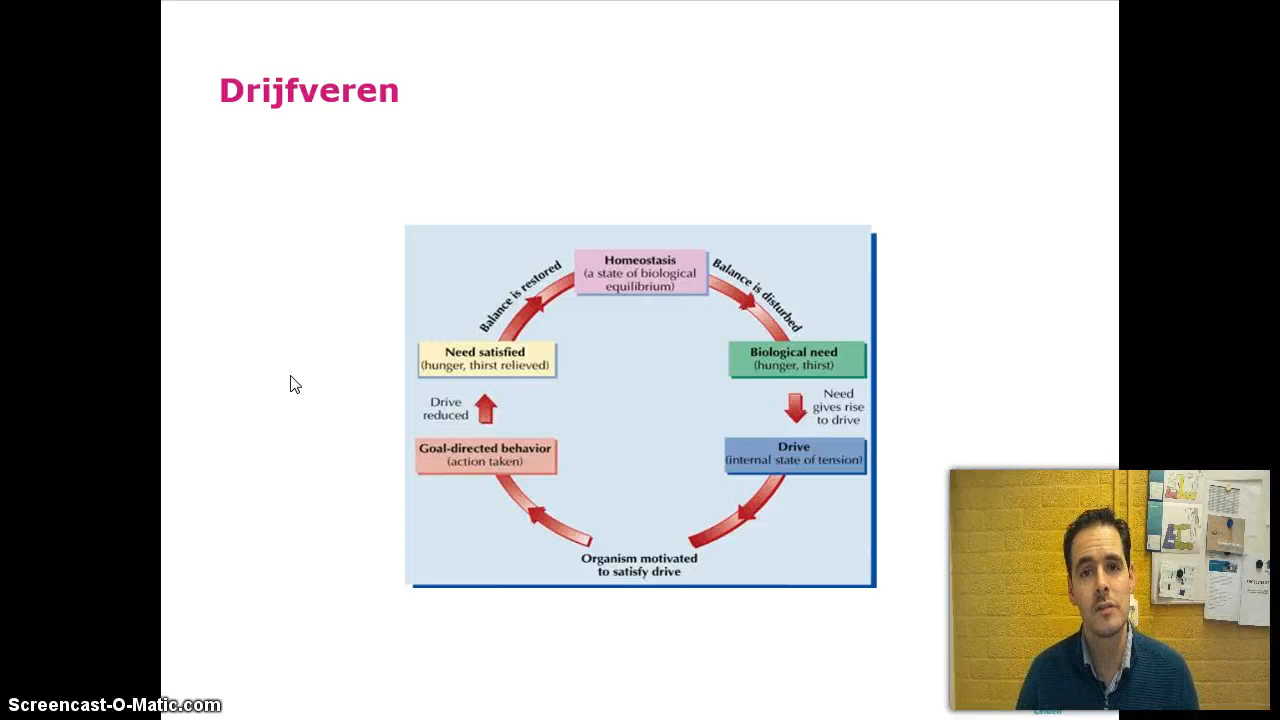 Drijfveren
Homeostasis
(a state of biological
equilibrium)
Balance is restored
Balance is disturbed
Need satisfied
(hunger, thirst relieved)
Biological need
(hunger, thirst)
Drive
reduced
Need
gives rise
to drive
Goal-directed behavior
(action taken)
Drive
(internal state of tension)
Organism motivated
to satisfy drive
Screencast-O-Matic.com